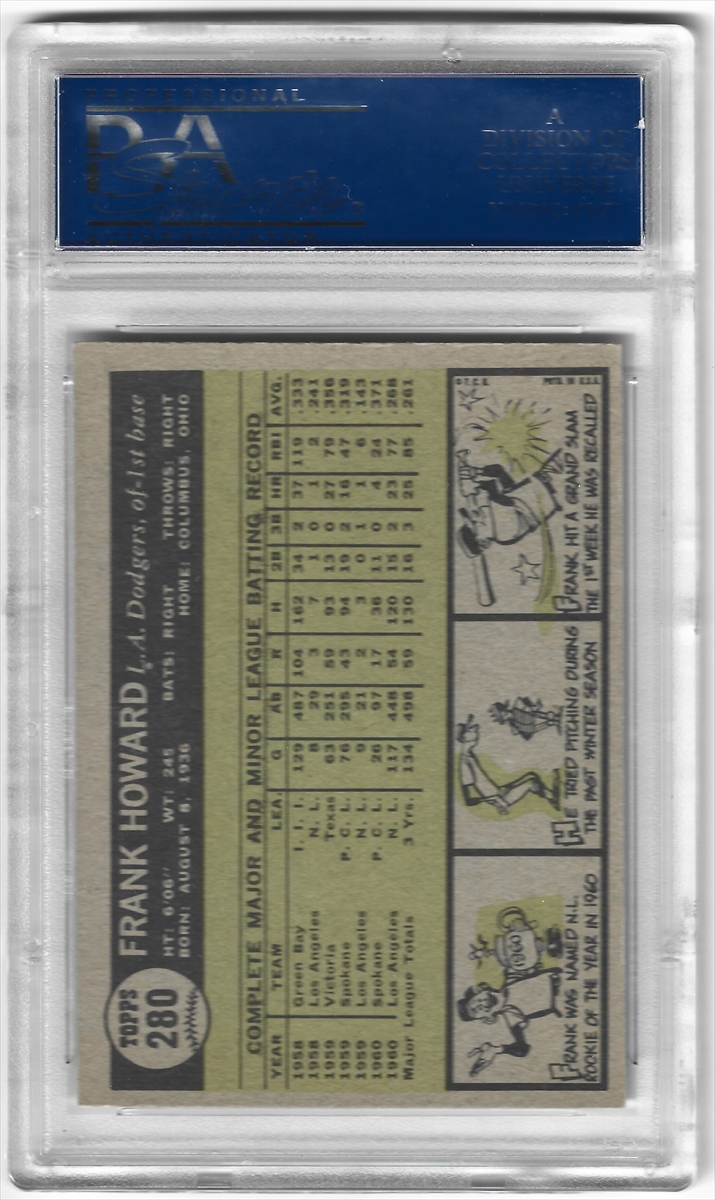 PROFESSIONAL
PSA
A
DIVISION OF
COLLECTORS
UNIVERSE
TOPPS
280
FRANK HOWARD L.A. Dodgers, of-1st base
HT: 6'06" WT: 245 BATS: RIGHT THROWS: RIGHT
BORN: AUGUST 8, 1936 HOME: COLUMBUS, OHIO
COMPLETE MAJOR AND MINOR LEAGUE BATTING RECORD
YEAR TEAM LEA. G AB R H 2B 3B HR RBI AVG.
1958 Green Bay I. I. I. 129 487 104 162 34 2 37 119 .333
1958 Los Angeles N. L. 8 29 3 7 1 0 1 2 .241
1959 Victoria Texas 63 251 59 93 13 0 27 79 .356
1959 Spokane P. C. L. 76 295 43 94 19 2 16 47 .319
1959 Los Angeles N. L. 9 21 2 3 0 1 1 6 .143
1960 Spokane P. C. L. 26 97 17 36 11 0 4 24 .371
1960 Los Angeles N. L. 117 448 54 120 15 2 23 77 .268
Major League Totals 3 Yrs. 134 498 59 130 16 3 25 85 .261
1960
FRANK WAS NAMED N.L.
ROOKIE OF THE YEAR IN 1960
HE TRIED PITCHING DURING
THE PAST WINTER SEASON
© T.C.G. PRTD. IN U.S.A.
FRANK HIT A GRAND SLAM
THE 1ST WEEK HE WAS RECALLED